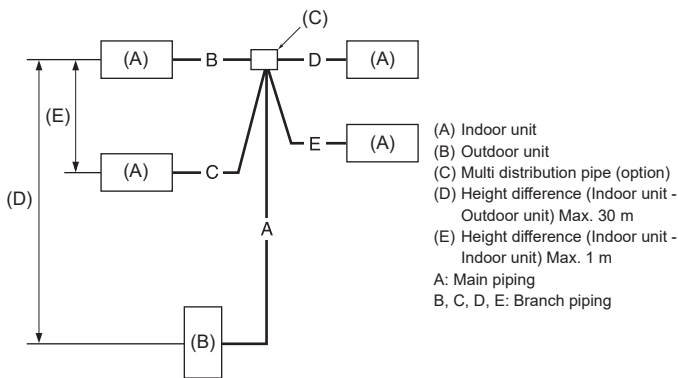 (C)
(A)
B
D
(A)
(E)
(A)
C
E
(A)
(D)
A
(B)
(A) Indoor unit
(B) Outdoor unit
(C) Multi distribution pipe (option)
(D) Height difference (Indoor unit -
Outdoor unit) Max. 30 m
(E) Height difference (Indoor unit -
Indoor unit) Max. 1 m
A: Main piping
B, C, D, E: Branch piping